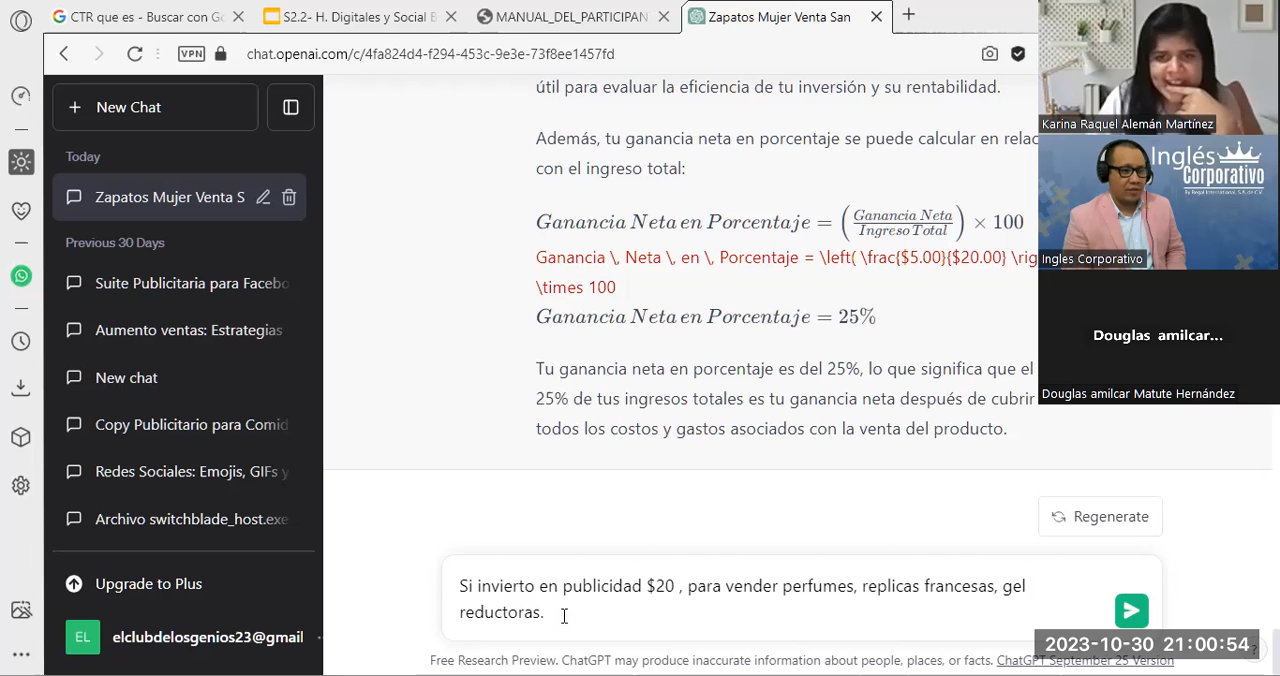 CTR que es - Buscar con Go
S2.2- H. Digitales y Social B
MANUAL_DEL_PARTICIPAN
Zapatos Mujer Venta San
VPN
chat.openai.com/c/4fa824d4-f294-453c-9e3e-73f8ee1457fd
New Chat
Today
Zapatos Mujer Venta S
Previous 30 Days
Suite Publicitaria para Facebo
Aumento ventas: Estrategias
New chat
Copy Publicitario para Comid
Redes Sociales: Emojis, GIFs y
Archivo switchblade_host.exe
Upgrade to Plus
EL
elclubdelosgenios23@gmail
útil para evaluar la eficiencia de tu inversión y su rentabilidad.
Además, tu ganancia neta en porcentaje se puede calcular en relac
con el ingreso total:
Ganancia Neta en Porcentaje = (Ganancia Neta / Ingreso Total) × 100
Ganancia \, Neta \, en \, Porcentaje = \left( \frac{$5.00}{$20.00} \rig
\times 100
Ganancia Neta en Porcentaje = 25%
Tu ganancia neta en porcentaje es del 25%, lo que significa que el
25% de tus ingresos totales es tu ganancia neta después de cubrir
todos los costos y gastos asociados con la venta del producto.
Regenerate
Si invierto en publicidad $20 , para vender perfumes, replicas francesas, gel
reductoras.
Free Research Preview. ChatGPT may produce inaccurate information about people, places, or facts. ChatGPT September 25 Version
Karina Raquel Alemán Martínez
Inglés
Corporativo
By Regal International, S.A. de C.V.
Ingles Corporativo
Douglas amilcar...
Douglas amilcar Matute Hernández
2023-10-30 21:00:54